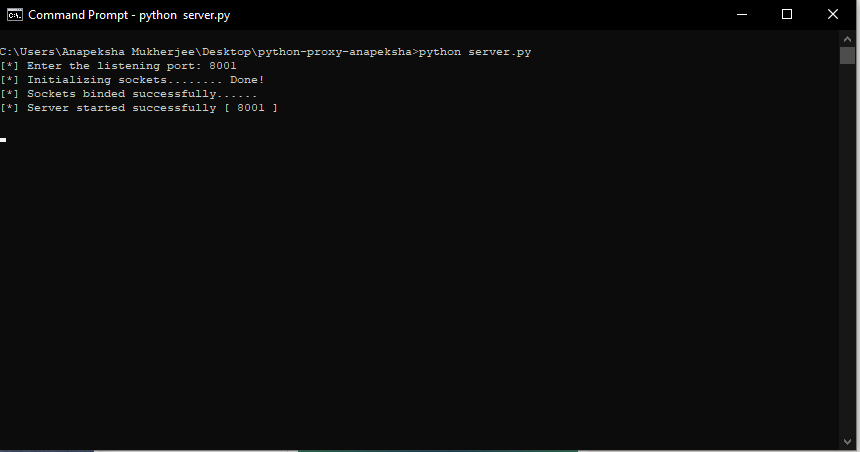 Command Prompt - python server.py
C:\Users\Anapeksha Mukherjee\Desktop\python-proxy-anapeksha>python server.py
[*] Enter the listening port: 8001
[*] Initializing sockets........ Done!
[*] Sockets binded successfully......
[*] Server started successfully [ 8001 ]